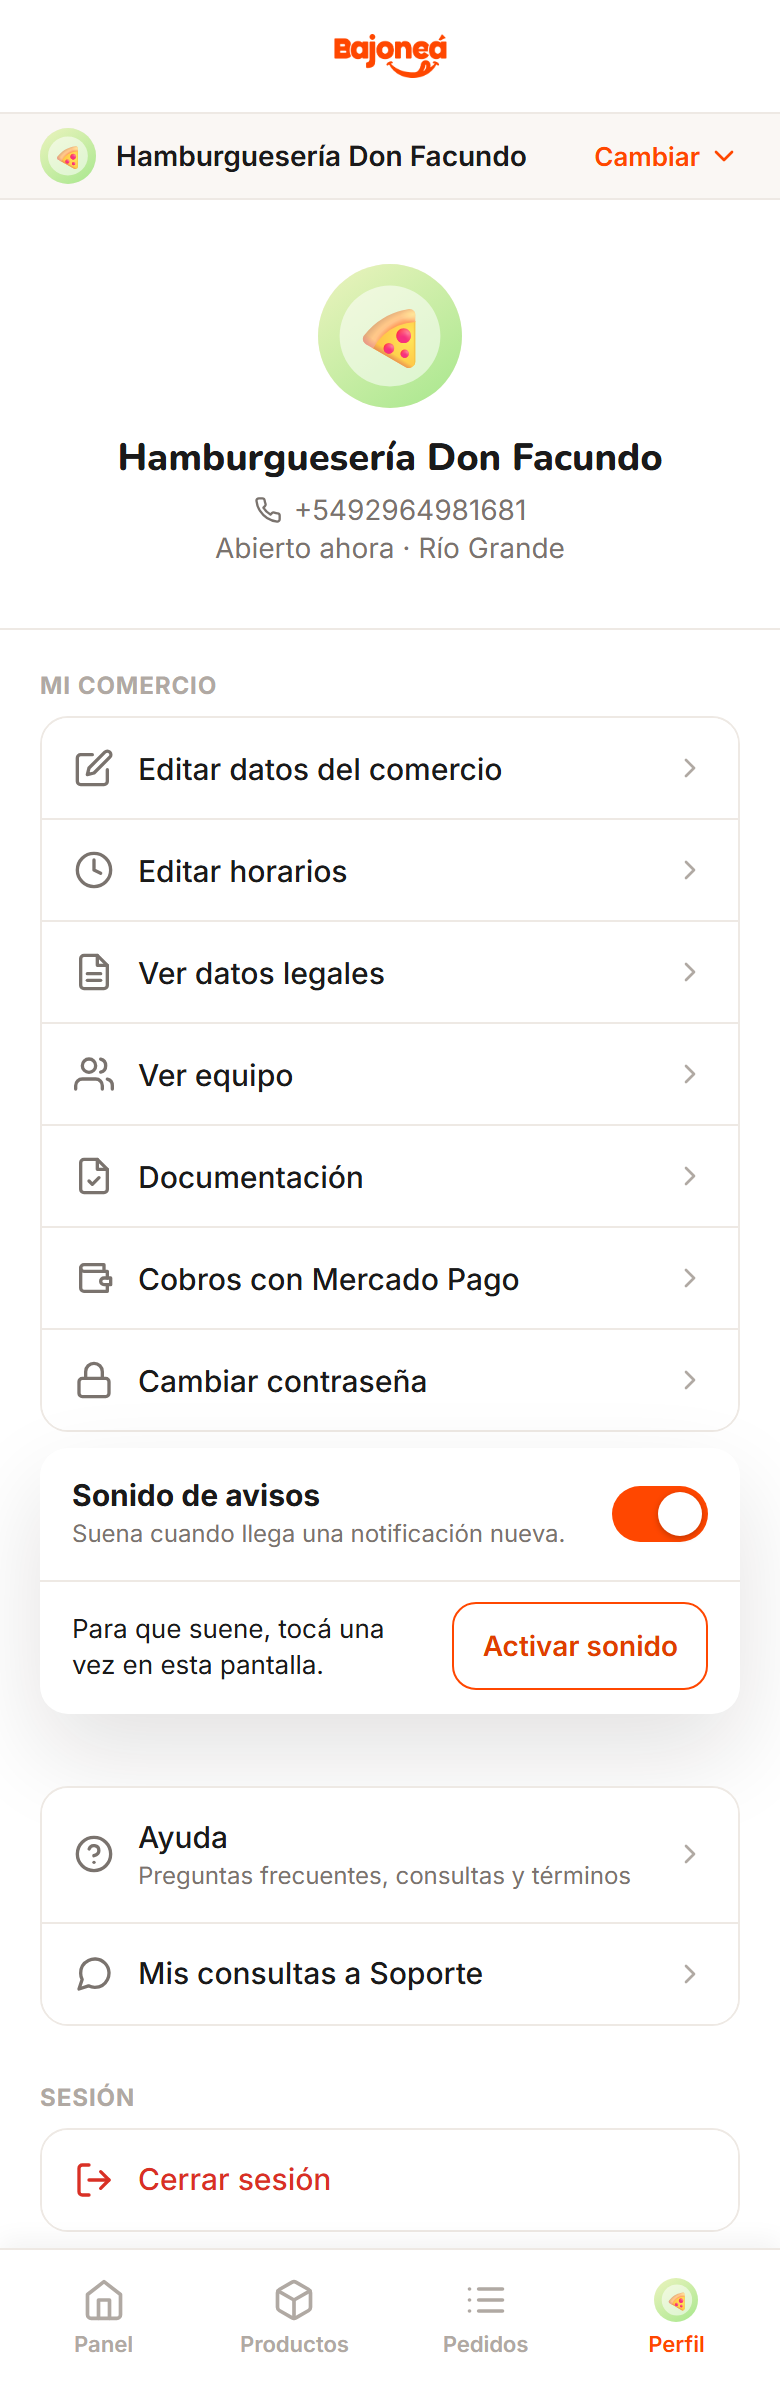 Bajoneá
Hamburguesería Don Facundo
Cambiar
Hamburguesería Don Facundo
+5492964981681
Abierto ahora · Río Grande
MI COMERCIO
Editar datos del comercio
Editar horarios
Ver datos legales
Ver equipo
Documentación
Cobros con Mercado Pago
Cambiar contraseña
Sonido de avisos
Suena cuando llega una notificación nueva.
Para que suene, tocá una
vez en esta pantalla.
Activar sonido
Ayuda
Preguntas frecuentes, consultas y términos
Mis consultas a Soporte
SESIÓN
Cerrar sesión
Panel
Productos
Pedidos
Perfil